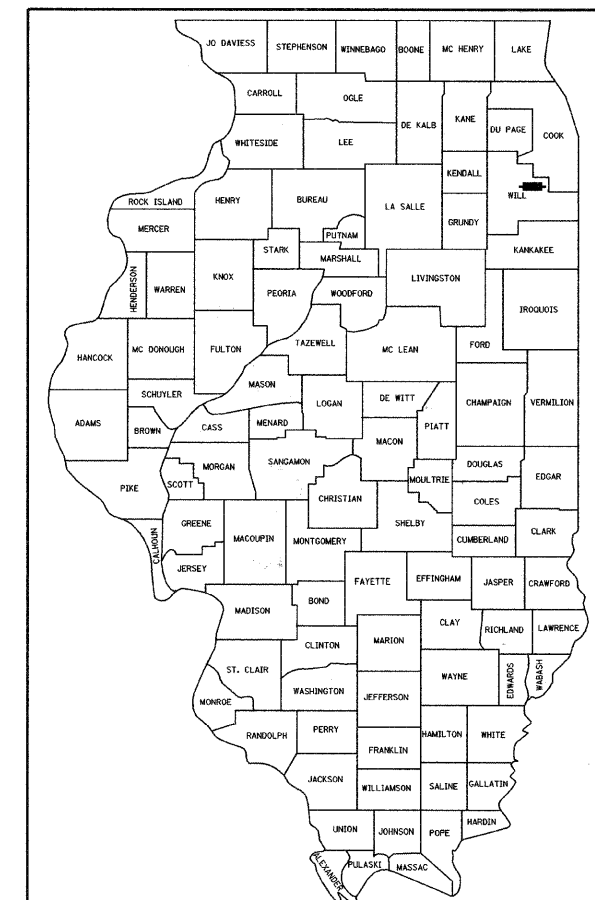 JO DAVIESS
STEPHENSON
WINNEBAGO
BOONE
MC HENRY
LAKE
CARROLL
OGLE
DE KALB
KANE
DU PAGE
COOK
WHITESIDE
LEE
KENDALL
WILL
ROCK ISLAND
HENRY
BUREAU
LA SALLE
GRUNDY
MERCER
PUTNAM
KANKAKEE
STARK
MARSHALL
HENDERSON
WARREN
KNOX
PEORIA
WOODFORD
LIVINGSTON
IROQUOIS
HANCOCK
MC DONOUGH
FULTON
TAZEWELL
MC LEAN
FORD
MASON
SCHUYLER
LOGAN
DE WITT
CHAMPAIGN
VERMILION
ADAMS
BROWN
CASS
MENARD
MACON
PIATT
PIKE
SCOTT
MORGAN
SANGAMON
CHRISTIAN
MOULTRIE
DOUGLAS
EDGAR
COLES
CALHOUN
GREENE
MACOUPIN
MONTGOMERY
SHELBY
CUMBERLAND
CLARK
JERSEY
FAYETTE
EFFINGHAM
JASPER
CRAWFORD
MADISON
BOND
CLAY
RICHLAND
LAWRENCE
CLINTON
MARION
ST. CLAIR
WAYNE
EDWARDS
WABASH
MONROE
WASHINGTON
JEFFERSON
RANDOLPH
PERRY
HAMILTON
WHITE
FRANKLIN
JACKSON
WILLIAMSON
SALINE
GALLATIN
UNION
JOHNSON
POPE
HARDIN
ALEXANDER
PULASKI
MASSAC